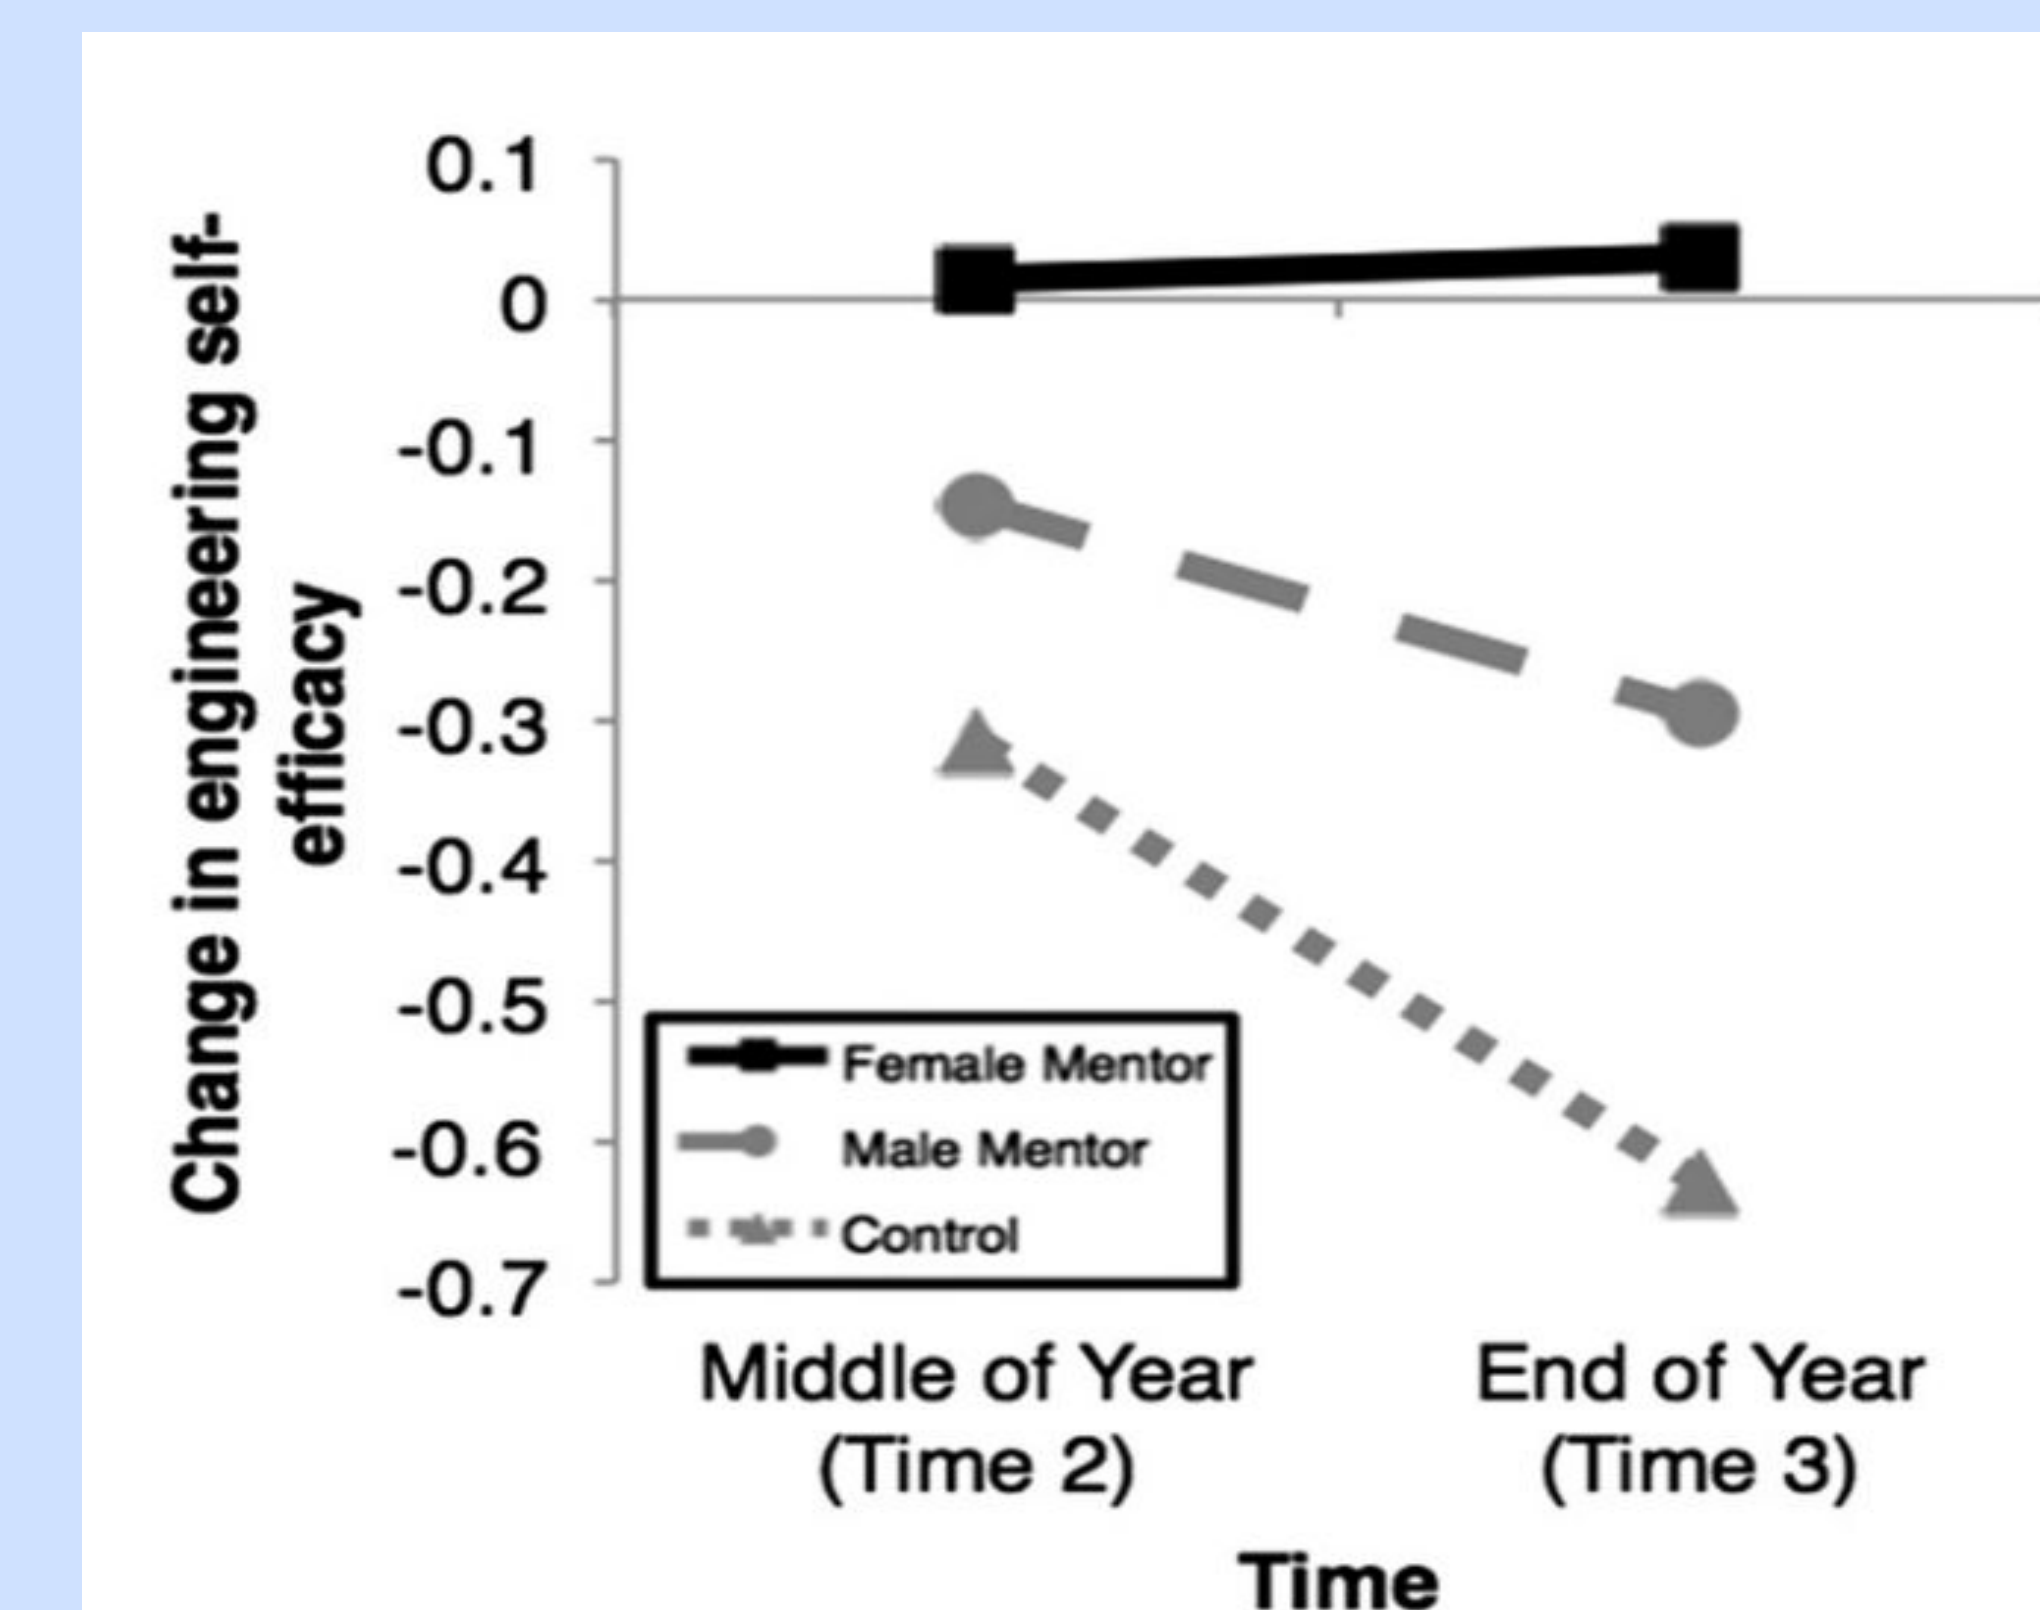 Change in engineering self-
efficacy
0.1
0
-0.1
-0.2
-0.3
-0.4
-0.5
-0.6
-0.7
Female Mentor
Male Mentor
Control
Middle of Year
(Time 2)
End of Year
(Time 3)
Time